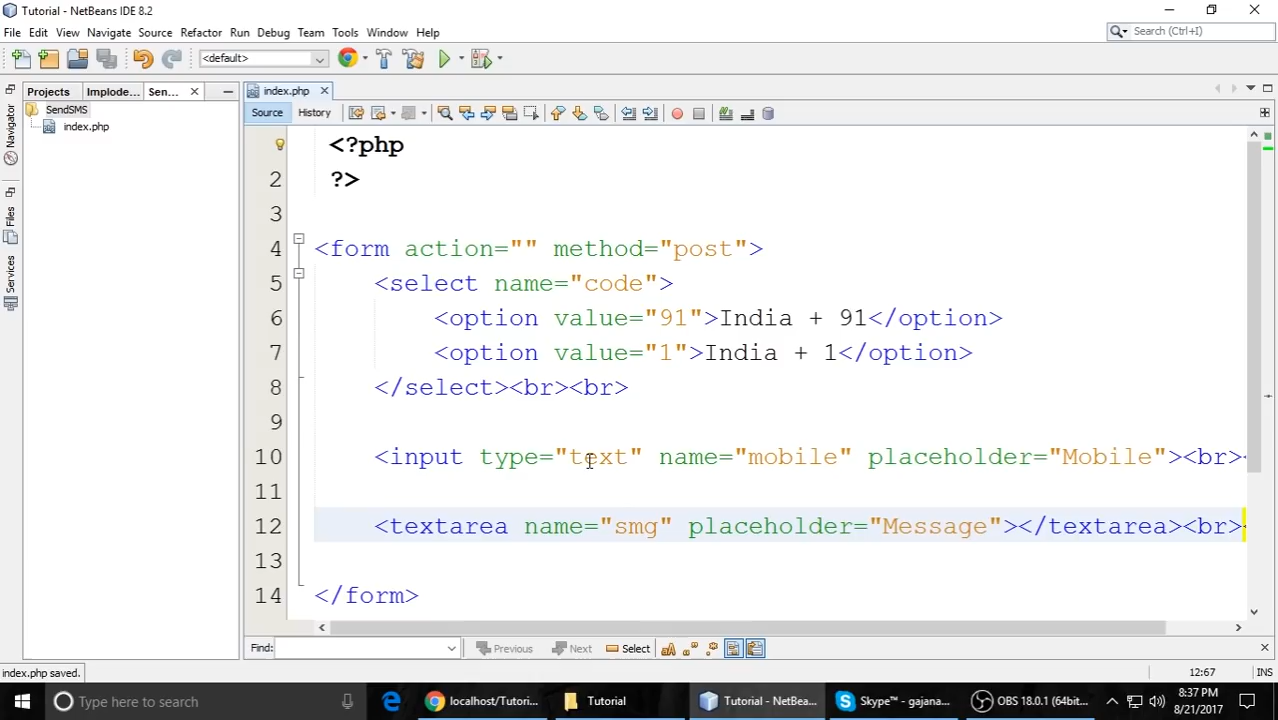 Tutorial - NetBeans IDE 8.2
File Edit View Navigate Source Refactor Run Debug Team Tools Window Help
Search (Ctrl+I)
<default>
Projects Implode... Sen...
index.php
Source History
Navigator
Files
Services
SendSMS
index.php
<?php
2 ?>
3
4 <form action="" method="post">
5 <select name="code">
6 <option value="91">India + 91</option>
7 <option value="1">India + 1</option>
8 </select><br><br>
9
10 <input type="text" name="mobile" placeholder="Mobile"><br><
11
12 <textarea name="smg" placeholder="Message"></textarea><br><
13
14 </form>
Find: Previous Next Select
index.php saved.
12:67 INS
Type here to search
localhost/Tutori...
Tutorial
Tutorial - NetBeans...
Skype™ - gajana...
OBS 18.0.1 (64bit...
8:37 PM
8/21/2017